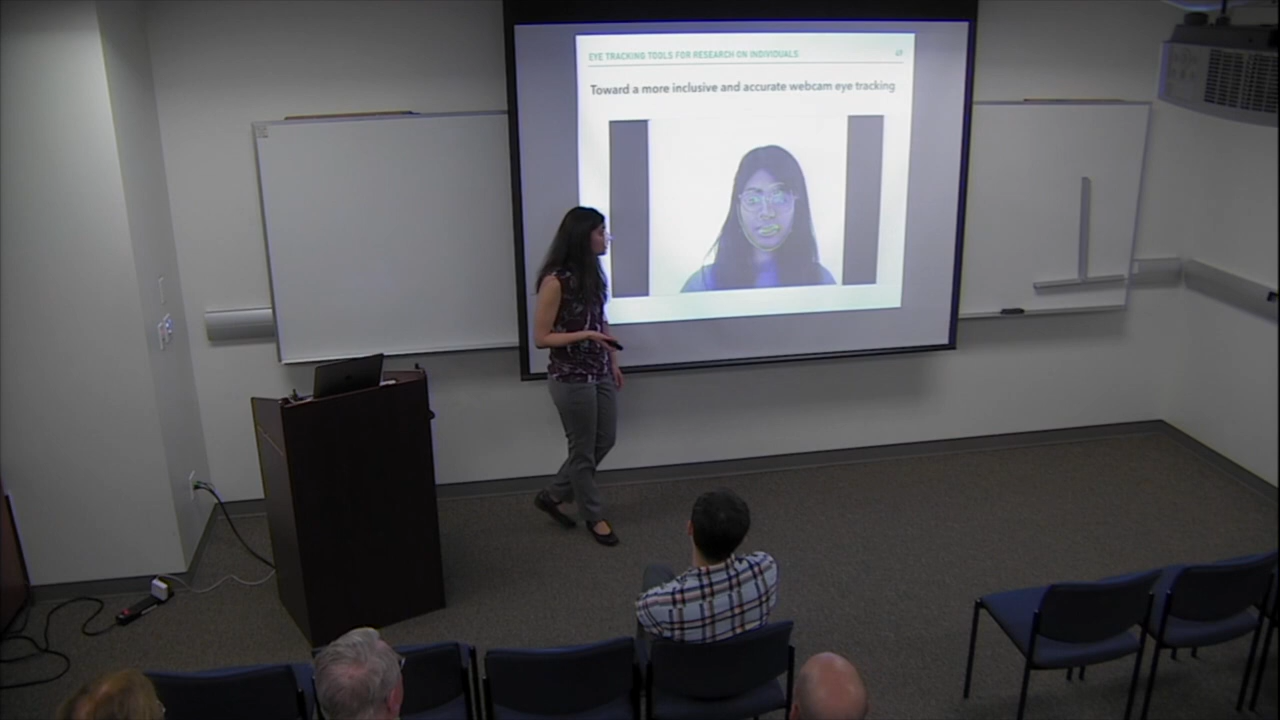 EYE TRACKING TOOLS FOR RESEARCH ON INDIVIDUALS
Toward a more inclusive and accurate webcam eye tracking